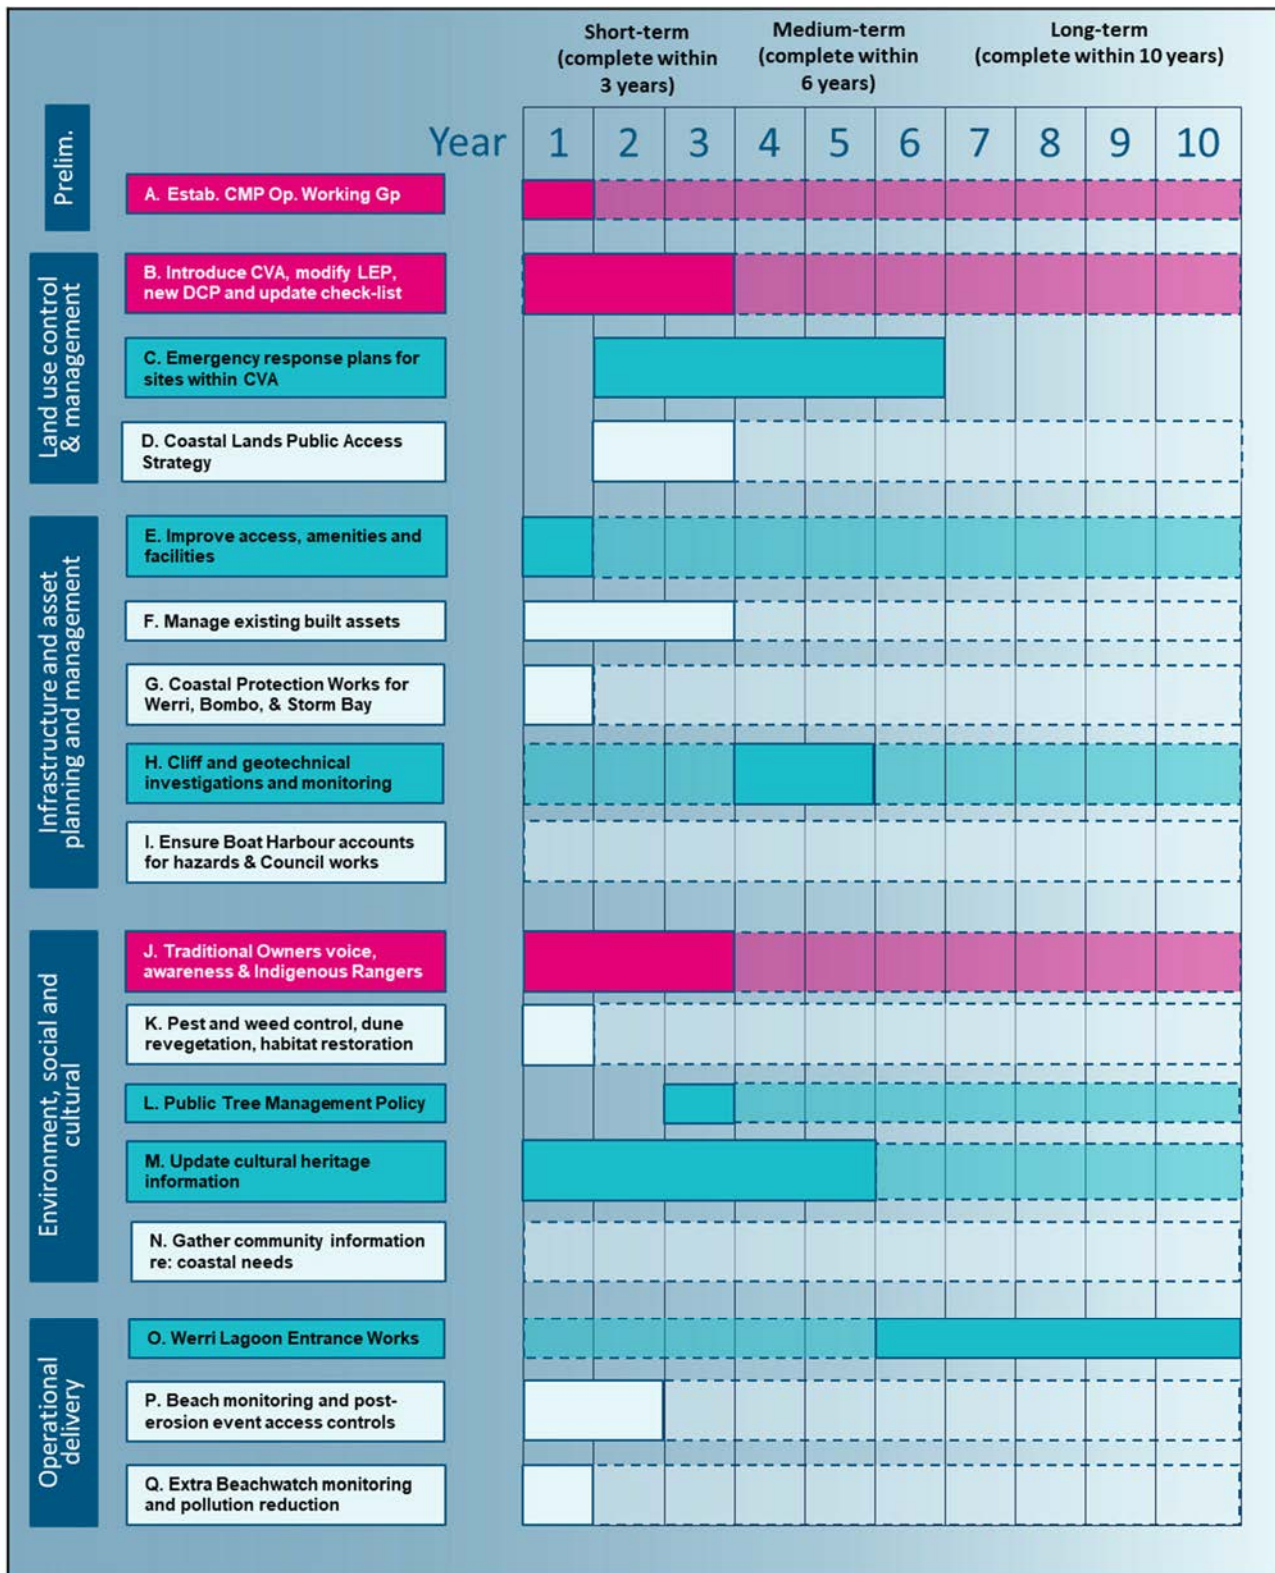 Short-term
(complete within
3 years)
Medium-term
(complete within
6 years)
Long-term
(complete within 10 years)
Year 1 2 3 4 5 6 7 8 9 10
Prelim.
A. Estab. CMP Op. Working Gp
Land use control
& management
B. Introduce CVA, modify LEP,
new DCP and update check-list
C. Emergency response plans for
sites within CVA
D. Coastal Lands Public Access
Strategy
Infrastructure and asset
planning and management
E. Improve access, amenities and
facilities
F. Manage existing built assets
G. Coastal Protection Works for
Werri, Bombo, & Storm Bay
H. Cliff and geotechnical
investigations and monitoring
I. Ensure Boat Harbour accounts
for hazards & Council works
Environment, social and
cultural
J. Traditional Owners voice,
awareness & Indigenous Rangers
K. Pest and weed control, dune
revegetation, habitat restoration
L. Public Tree Management Policy
M. Update cultural heritage
information
N. Gather community information
re: coastal needs
Operational
delivery
O. Werri Lagoon Entrance Works
P. Beach monitoring and post-
erosion event access controls
Q. Extra Beachwatch monitoring
and pollution reduction